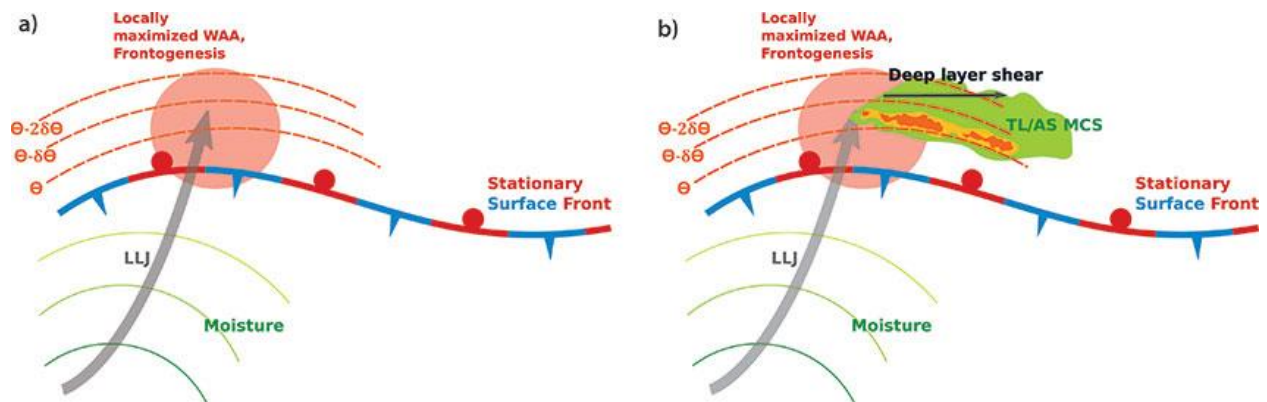 a)
Locally
maximized WAA,
Frontogenesis
Θ-2δΘ
Θ-δΘ
Θ
Stationary
Surface Front
LLJ
Moisture
b)
Locally
maximized WAA,
Frontogenesis
Deep layer shear
Θ-2δΘ
TL/AS MCS
Θ-δΘ
Θ
Stationary
Surface Front
LLJ
Moisture